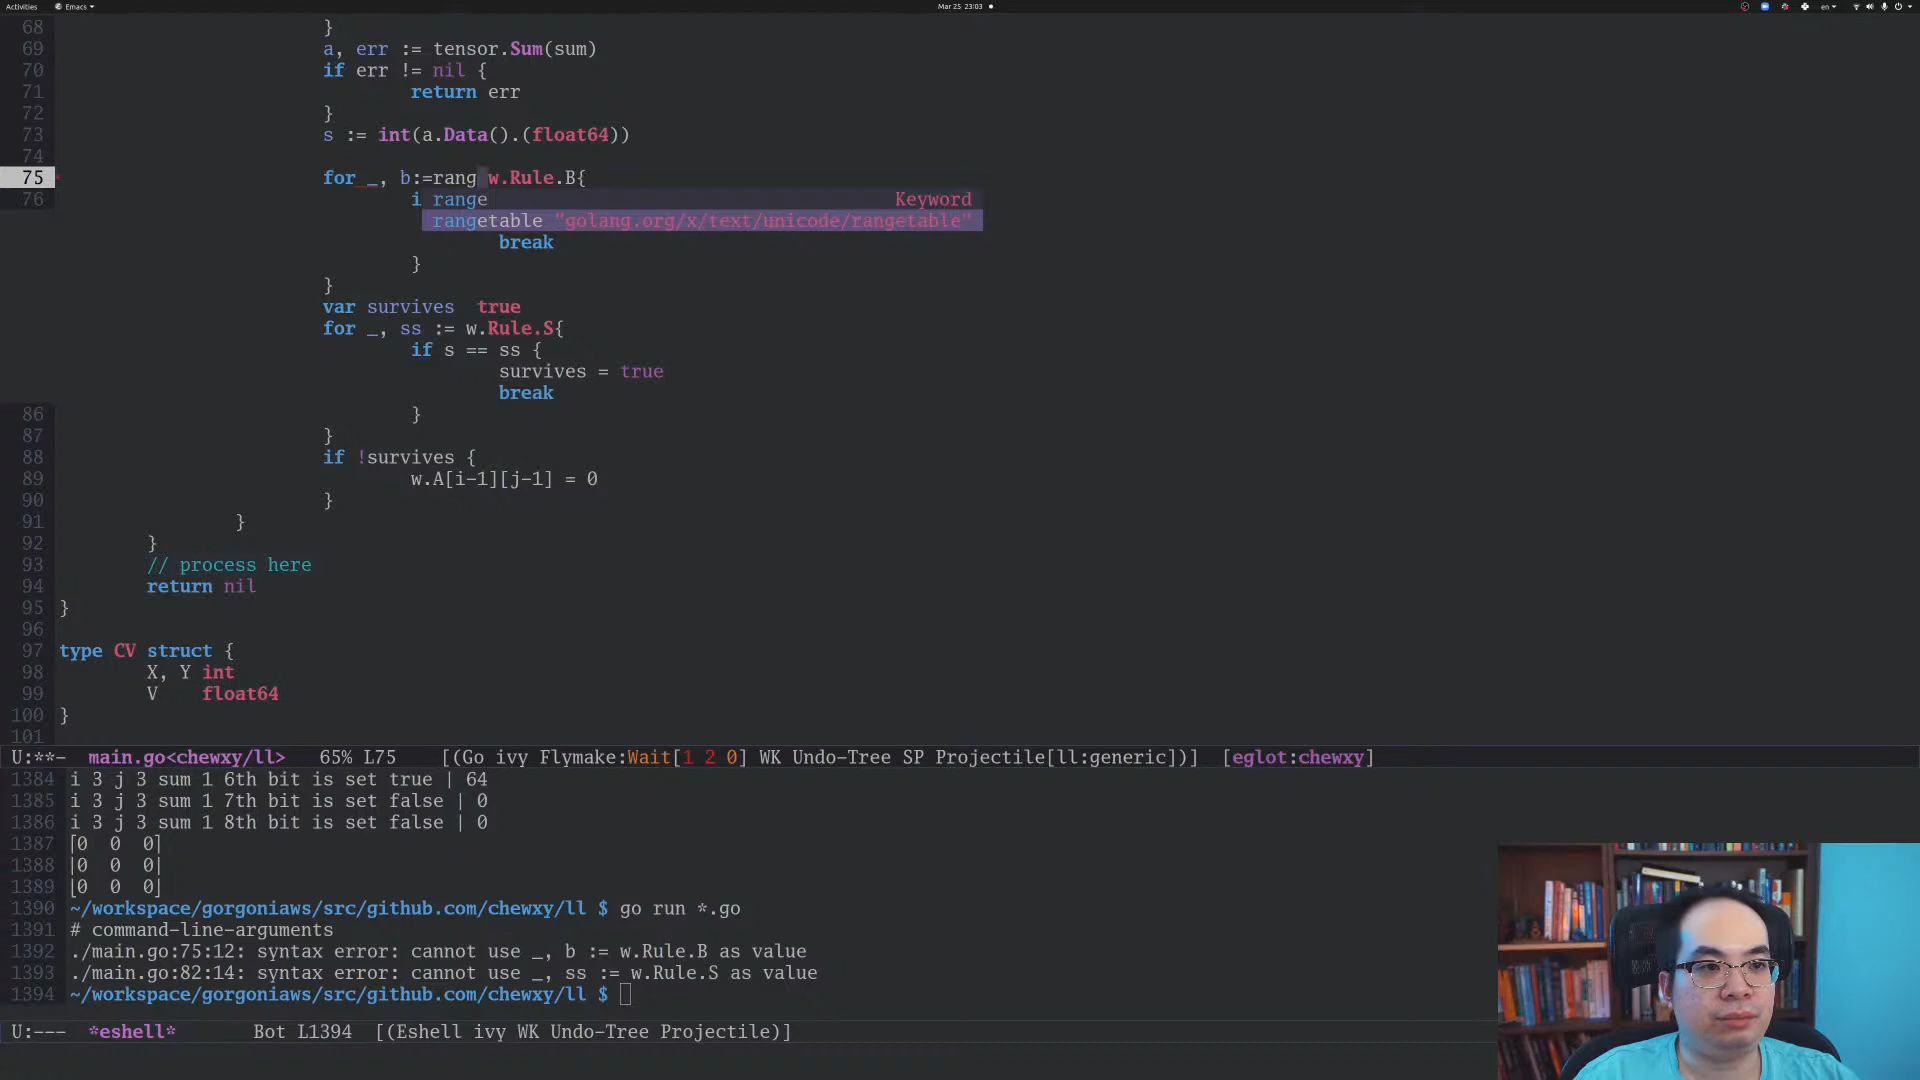 Activities Emacs Mar 25 23:03 en
68 }
69 a, err := tensor.Sum(sum)
70 if err != nil {
71 return err
72 }
73 s := int(a.Data().(float64))
74
75 for _, b:=rang w.Rule.B{
76 i range Keyword
rangetable "golang.org/x/text/unicode/rangetable"
break
}
}
var survives true
for _, ss := w.Rule.S{
if s == ss {
survives = true
break
86 }
87 }
88 if !survives {
89 w.A[i-1][j-1] = 0
90 }
91 }
92 }
93 // process here
94 return nil
95 }
96
97 type CV struct {
98 X, Y int
99 V float64
100 }
101
U:**- main.go<chewxy/ll> 65% L75 [(Go ivy Flymake:Wait[1 2 0] WK Undo-Tree SP Projectile[ll:generic])] [eglot:chewxy]
1384 i 3 j 3 sum 1 6th bit is set true | 64
1385 i 3 j 3 sum 1 7th bit is set false | 0
1386 i 3 j 3 sum 1 8th bit is set false | 0
1387 ⎡0 0 0⎤
1388 ⎢0 0 0⎥
1389 ⎣0 0 0⎦
1390 ~/workspace/gorgoniaws/src/github.com/chewxy/ll $ go run *.go
1391 # command-line-arguments
1392 ./main.go:75:12: syntax error: cannot use _, b := w.Rule.B as value
1393 ./main.go:82:14: syntax error: cannot use _, ss := w.Rule.S as value
1394 ~/workspace/gorgoniaws/src/github.com/chewxy/ll $
U:--- *eshell* Bot L1394 [(Eshell ivy WK Undo-Tree Projectile)]